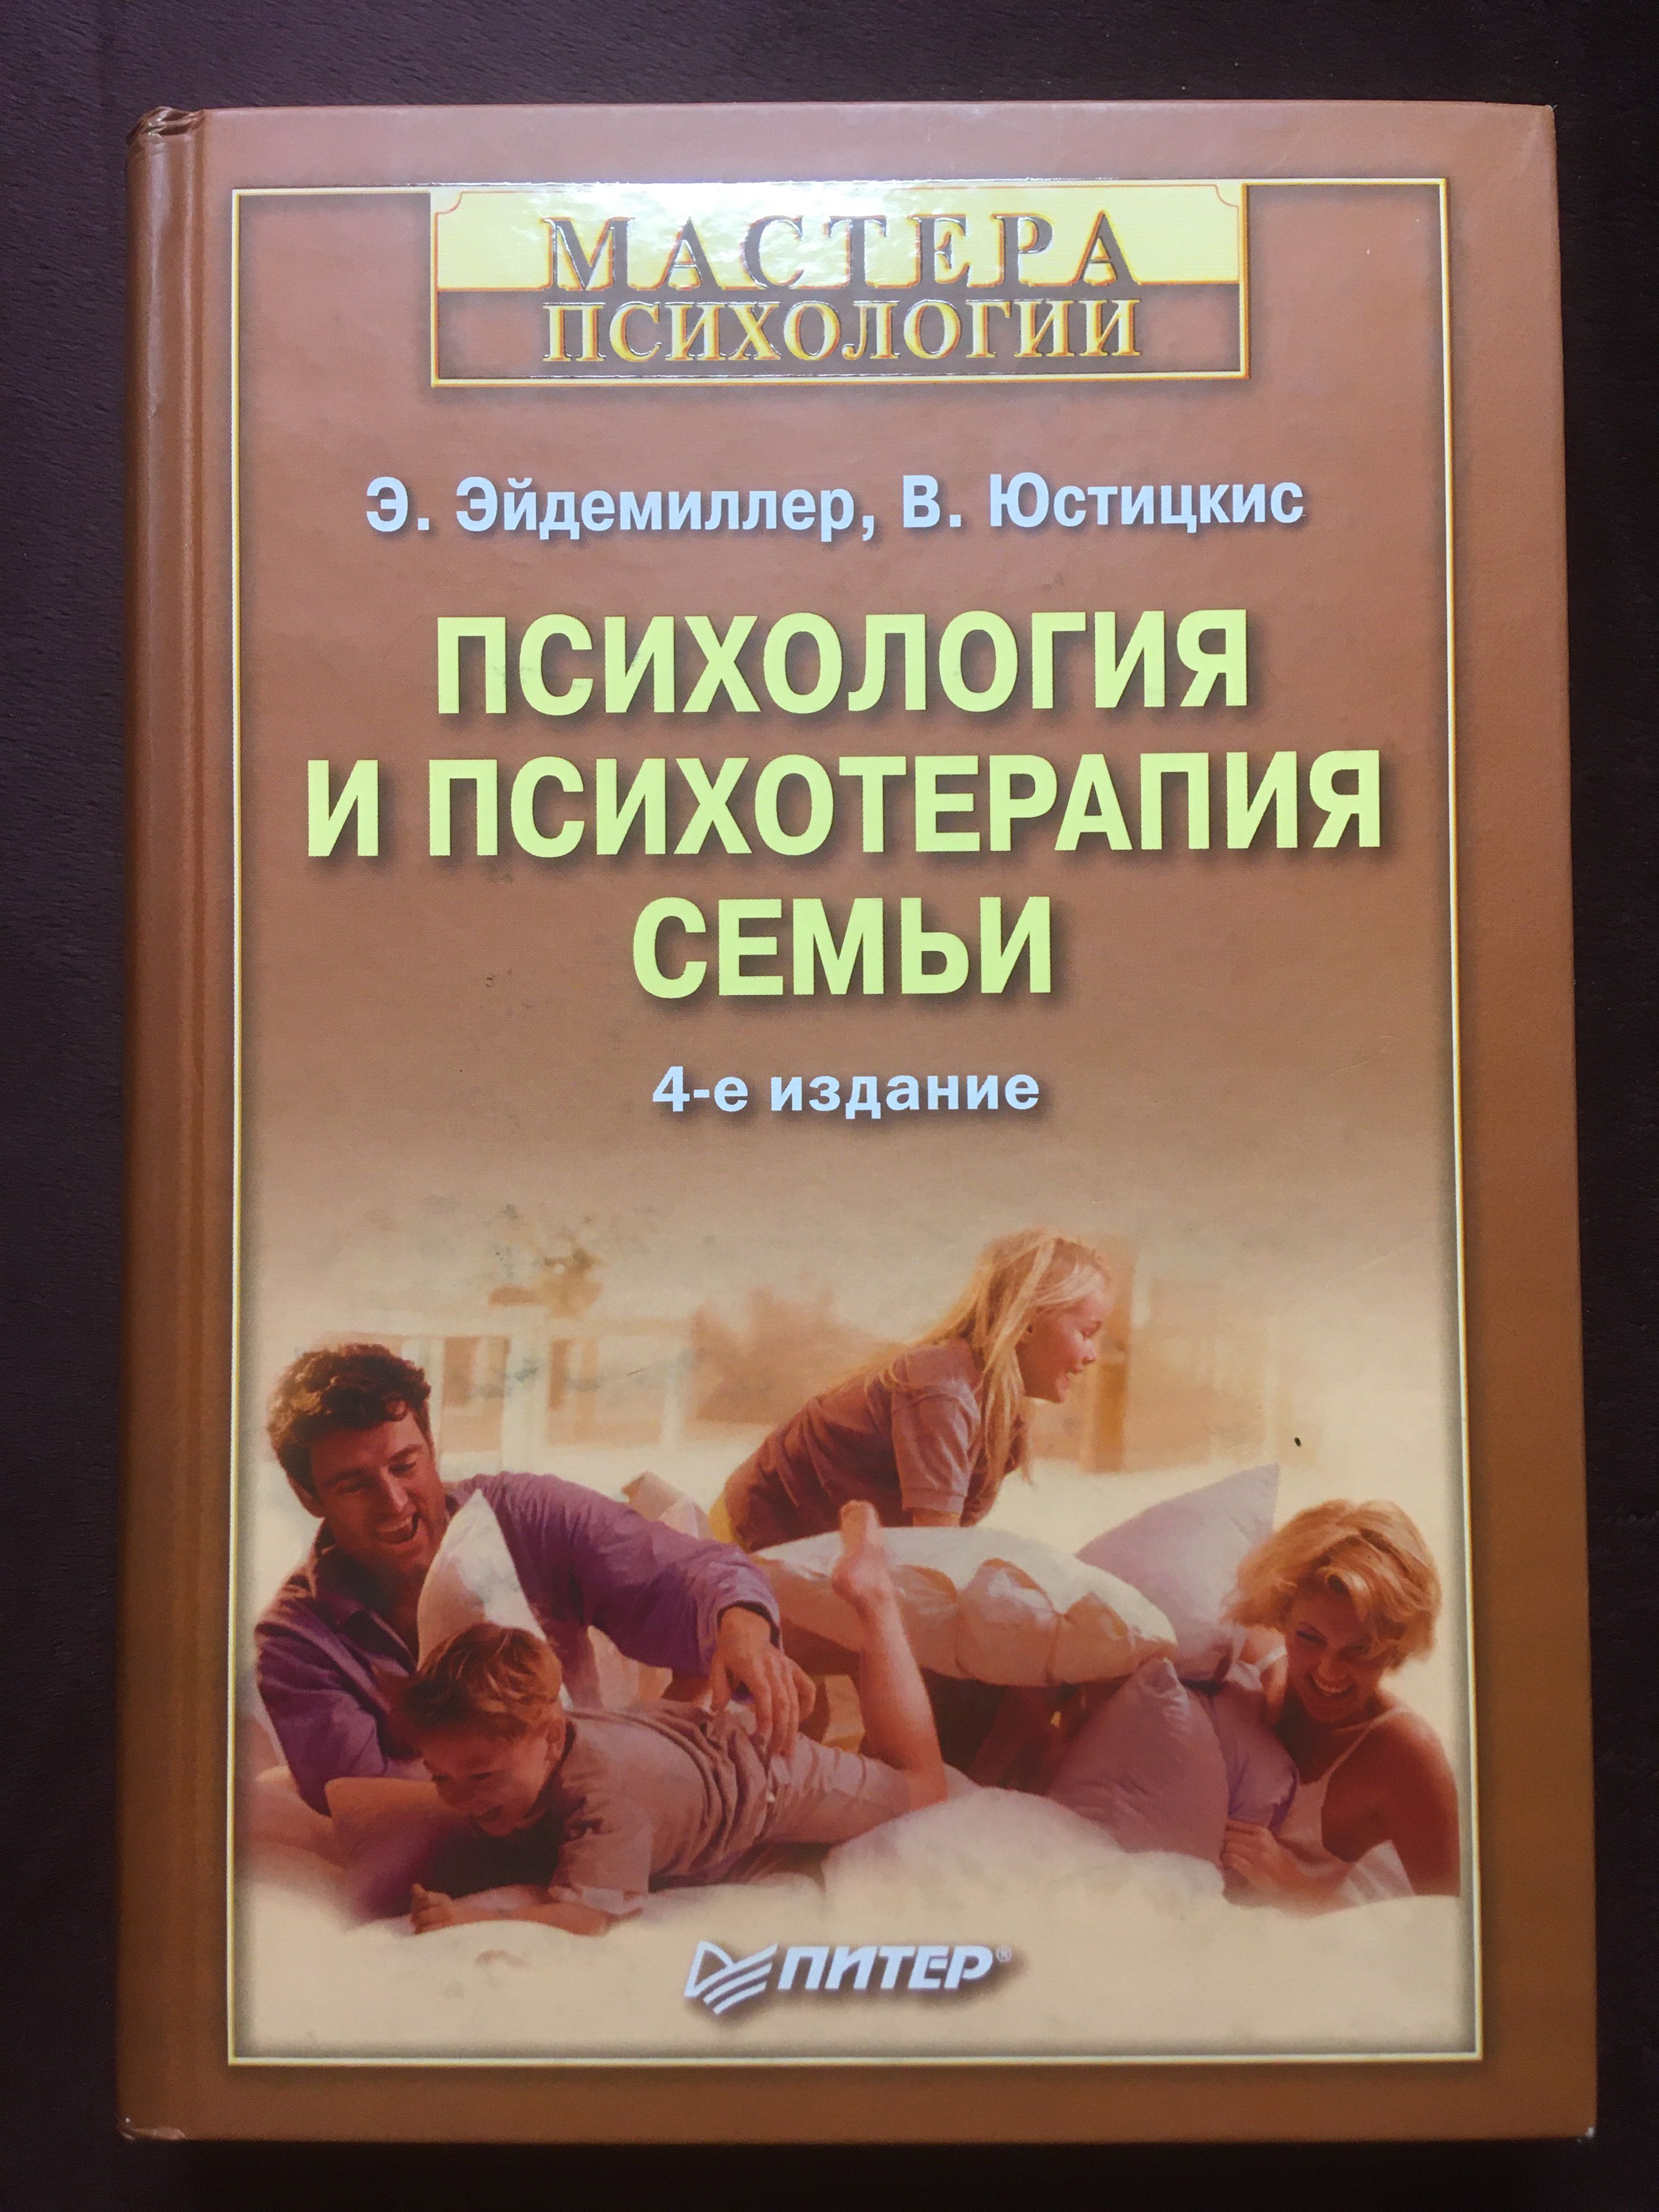 МАСТЕРА
ПСИХОЛОГИИ
Э. Эйдемиллер, В. Юстицкис
ПСИХОЛОГИЯ
И ПСИХОТЕРАПИЯ
СЕМЬИ
4-е издание
ПИТЕР®